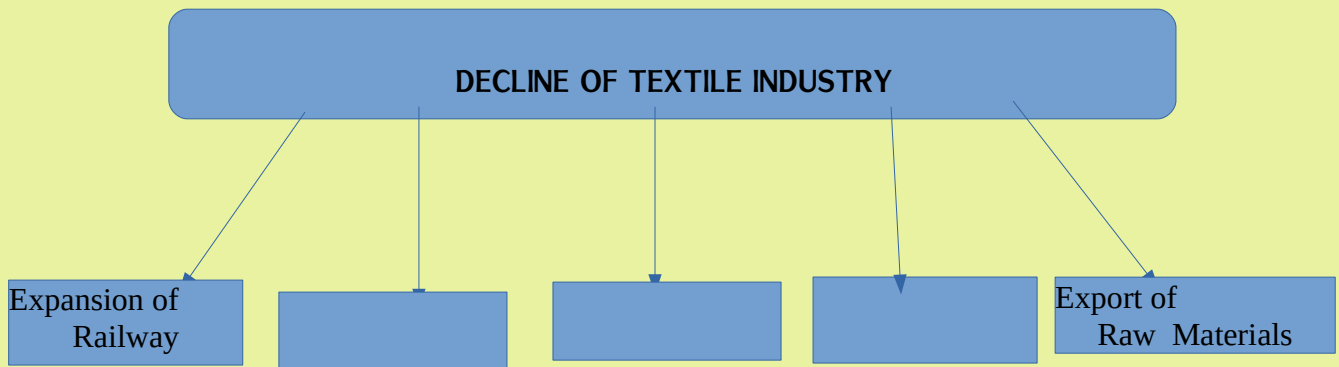 DECLINE OF TEXTILE INDUSTRY
Expansion of
Railway
Export of
Raw Materials